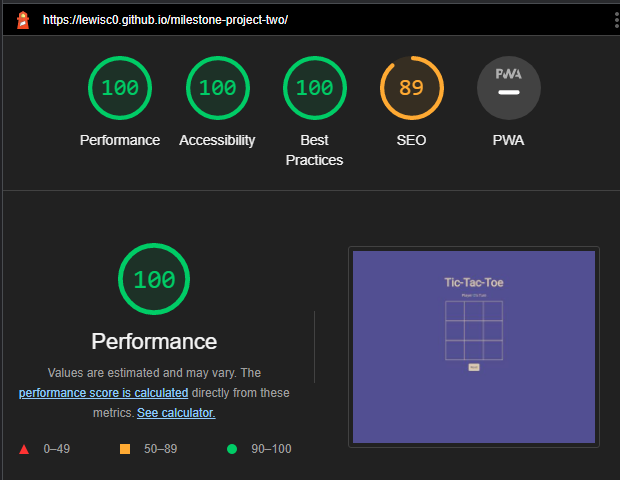 https://lewisc0.github.io/milestone-project-two/
100 100 100 89 PWA
Performance Accessibility Best Practices SEO PWA
100
Performance
Values are estimated and may vary. The
performance score is calculated directly from these
metrics. See calculator.
0–49 50–89 90–100
Tic-Tac-Toe